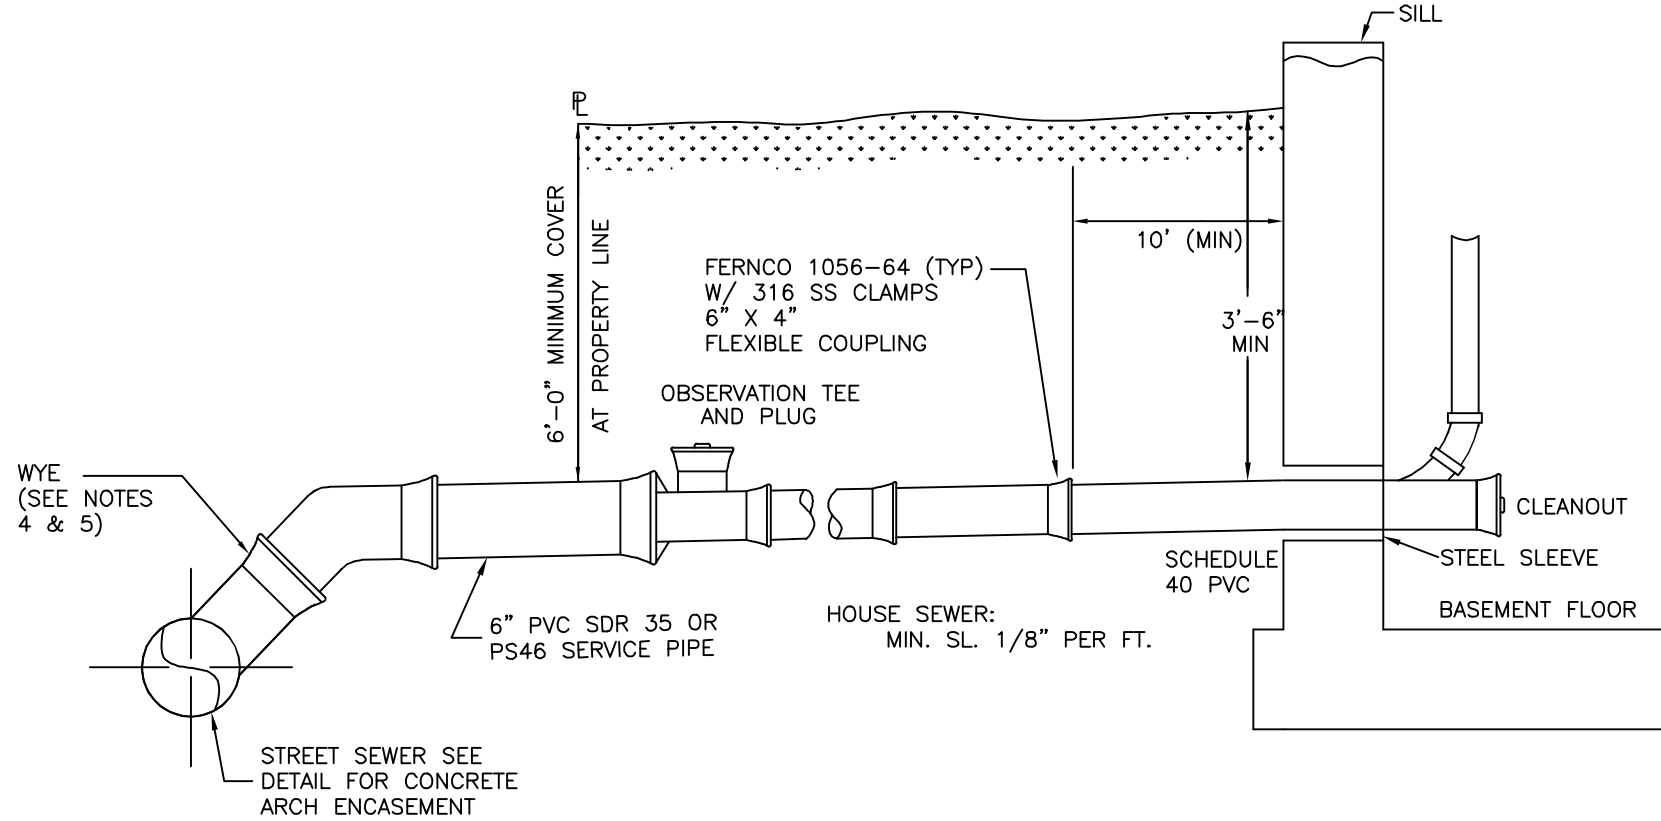 SILL
PL
6'-0" MINIMUM COVER
AT PROPERTY LINE
10' (MIN)
FERNCO 1056-64 (TYP)
W/ 316 SS CLAMPS
6" X 4"
FLEXIBLE COUPLING
3'-6"
MIN
OBSERVATION TEE
AND PLUG
WYE
(SEE NOTES
4 & 5)
CLEANOUT
SCHEDULE
40 PVC
STEEL SLEEVE
BASEMENT FLOOR
6" PVC SDR 35 OR
PS46 SERVICE PIPE
HOUSE SEWER:
MIN. SL. 1/8" PER FT.
STREET SEWER SEE
DETAIL FOR CONCRETE
ARCH ENCASEMENT